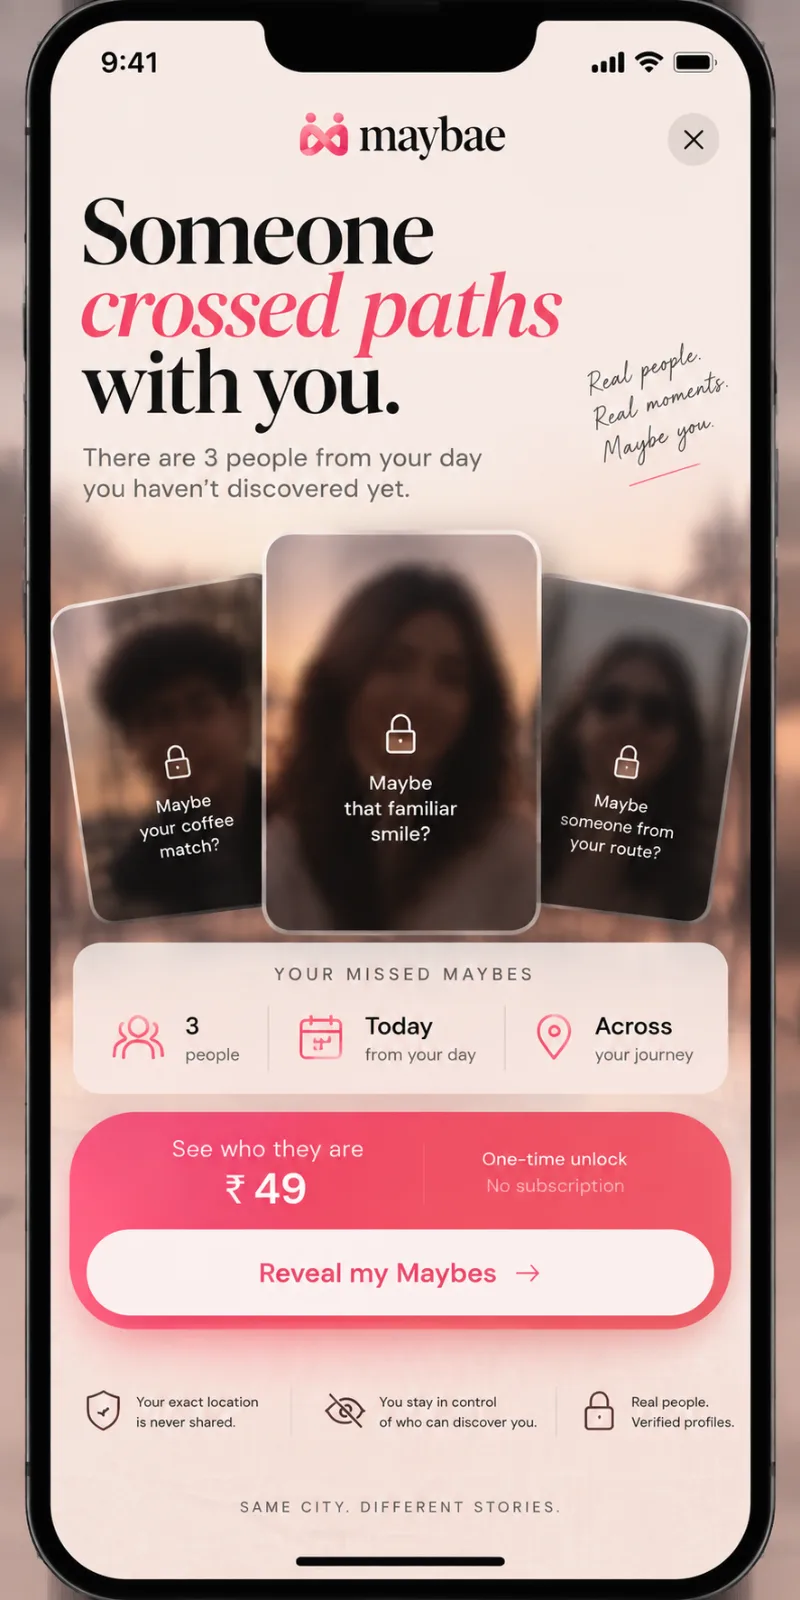 9:41
maybae
Someone
crossed paths
with you.
Real people.
Real moments.
Maybe you.
There are 3 people from your day
you haven't discovered yet.
Maybe
your coffee
match?
Maybe
that familiar
smile?
Maybe
someone from
your route?
YOUR MISSED MAYBES
3
people
Today
from your day
Across
your journey
See who they are
₹ 49
One-time unlock
No subscription
Reveal my Maybes →
Your exact location
is never shared.
You stay in control
of who can discover you.
Real people.
Verified profiles.
SAME CITY. DIFFERENT STORIES.